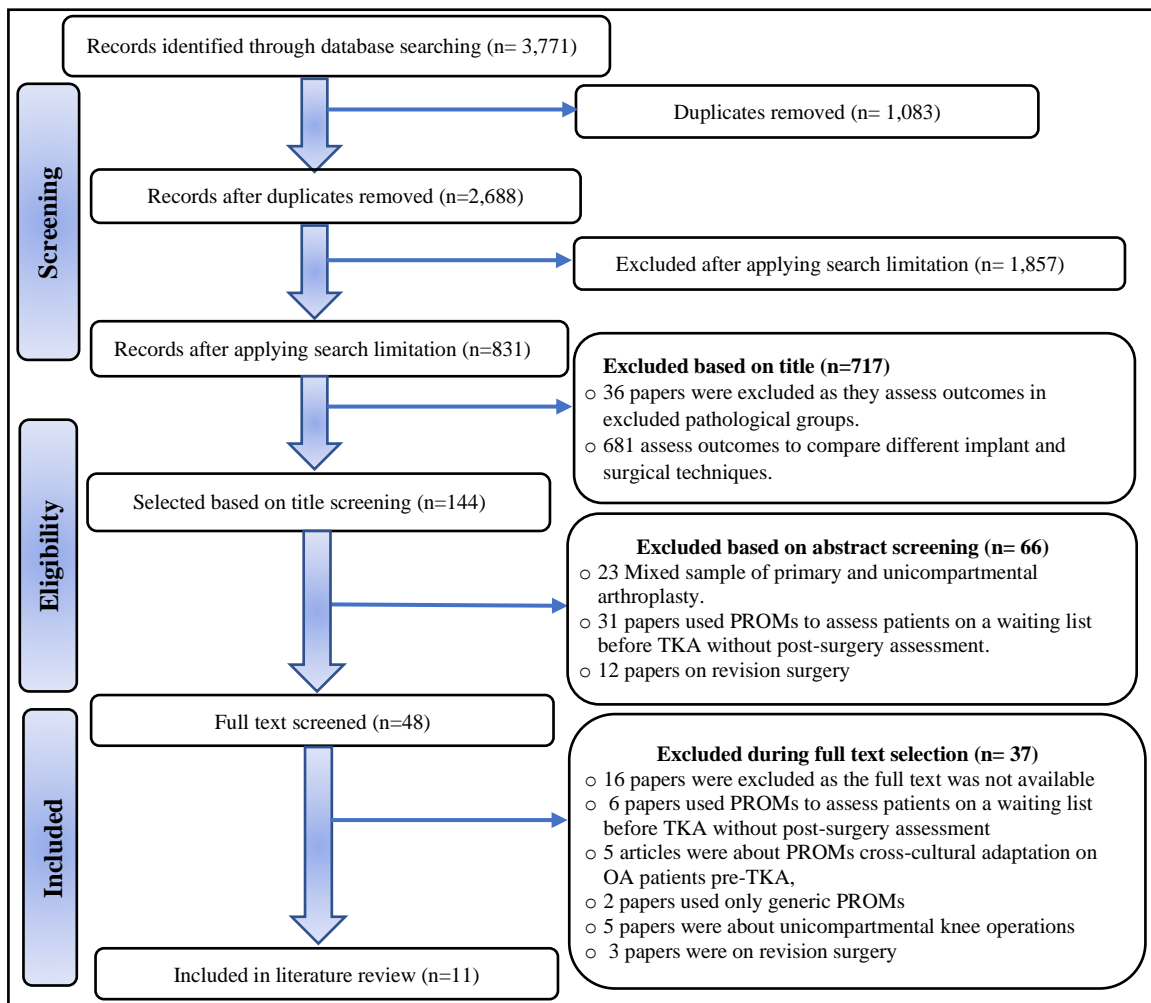 Records identified through database searching (n= 3,771)
Screening
Duplicates removed (n= 1,083)
Records after duplicates removed (n=2,688)
Excluded after applying search limitation (n= 1,857)
Records after applying search limitation (n=831)
Excluded based on title (n=717)
o 36 papers were excluded as they assess outcomes in
excluded pathological groups.
o 681 assess outcomes to compare different implant and
surgical techniques.
Eligibility
Selected based on title screening (n=144)
Excluded based on abstract screening (n= 66)
o 23 Mixed sample of primary and unicompartmental
arthroplasty.
o 31 papers used PROMs to assess patients on a waiting list
before TKA without post-surgery assessment.
o 12 papers on revision surgery
Full text screened (n=48)
Included
Excluded during full text selection (n= 37)
o 16 papers were excluded as the full text was not available
o 6 papers used PROMs to assess patients on a waiting list
before TKA without post-surgery assessment
o 5 articles were about PROMs cross-cultural adaptation on
OA patients pre-TKA,
o 2 papers used only generic PROMs
o 5 papers were about unicompartmental knee operations
o 3 papers were on revision surgery
Included in literature review (n=11)